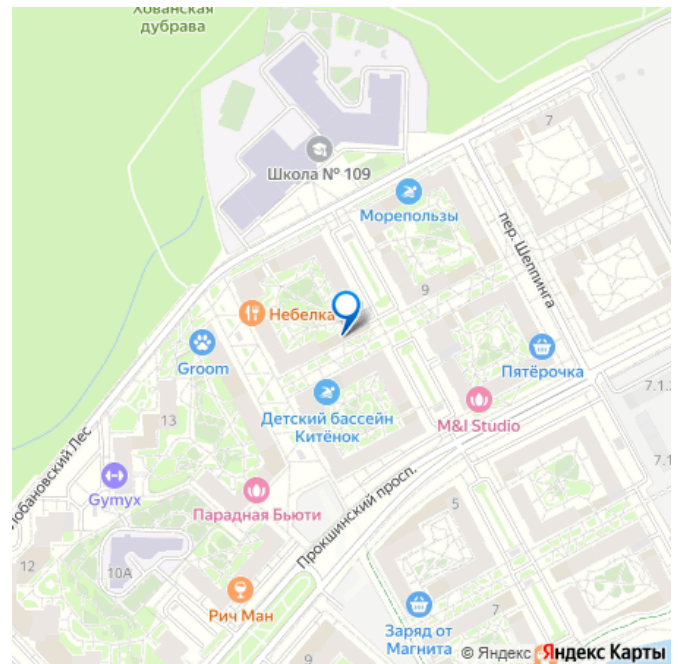 Хованская
дубрава
7
Школа № 109
Морепользы
пер. Шеппинга
9
Небелка
Пятёрочка
Groom
7.1.
Детский бассейн
Китёнок
M&I Studio
13
Лобановский Лес
7.1
Gymyx
Парадная Бьюти
Прокшинский просп.
5
12
10А
Рич Ман
7
Заряд от
Магнита
9
© Яндекс Яндекс Карты